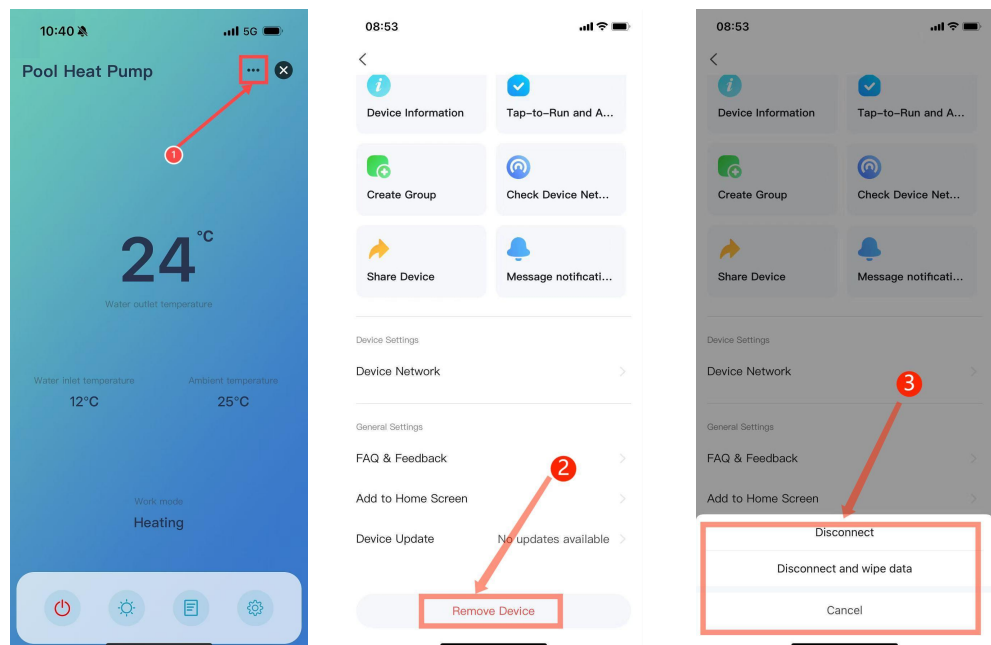 10:40
5G
Pool Heat Pump
1
24°C
Water outlet temperature
Water inlet temperature
Ambient temperature
12°C
25°C
Work mode
Heating
08:53
Device Information
Tap-to-Run and A...
Create Group
Check Device Net...
Share Device
Message notificati...
Device Settings
Device Network
General Settings
FAQ & Feedback
2
Add to Home Screen
Device Update
No updates available
Remove Device
08:53
Device Information
Tap-to-Run and A...
Create Group
Check Device Net...
Share Device
Message notificati...
Device Settings
Device Network
3
General Settings
FAQ & Feedback
Add to Home Screen
Disconnect
Disconnect and wipe data
Cancel